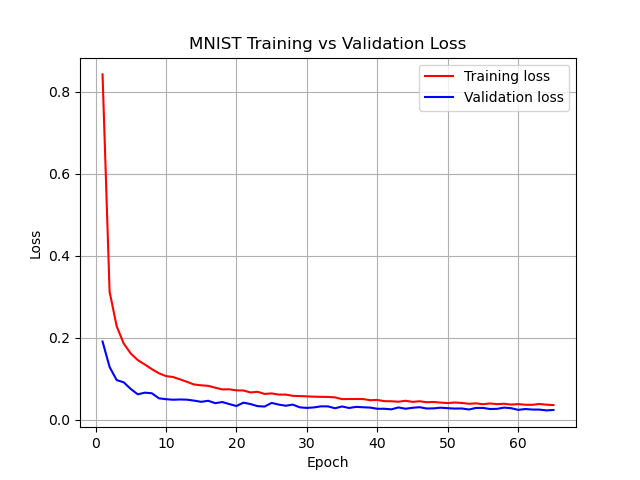 MNIST Training vs Validation Loss
Training loss
Validation loss
Loss
0.8
0.6
0.4
0.2
0.0
0 10 20 30 40 50 60
Epoch